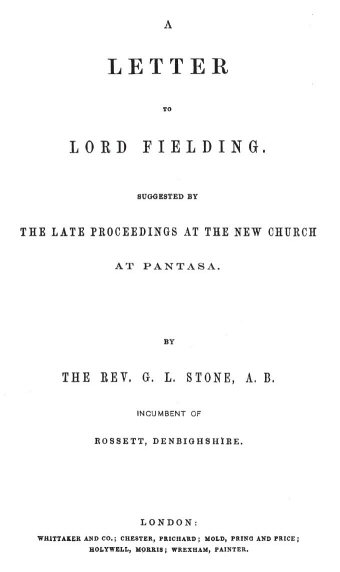 A
LETTER
TO
LORD FIELDING.
SUGGESTED BY
THE LATE PROCEEDINGS AT THE NEW CHURCH
AT PANTASA.
BY
THE REV. G. L. STONE, A. B.
INCUMBENT OF
ROSSETT, DENBIGHSHIRE.
LONDON:
WHITTAKER AND CO.; CHESTER, PRICHARD; MOLD, PRING AND PRICE;
HOLYWELL, MORRIS; WREXHAM, PAINTER.